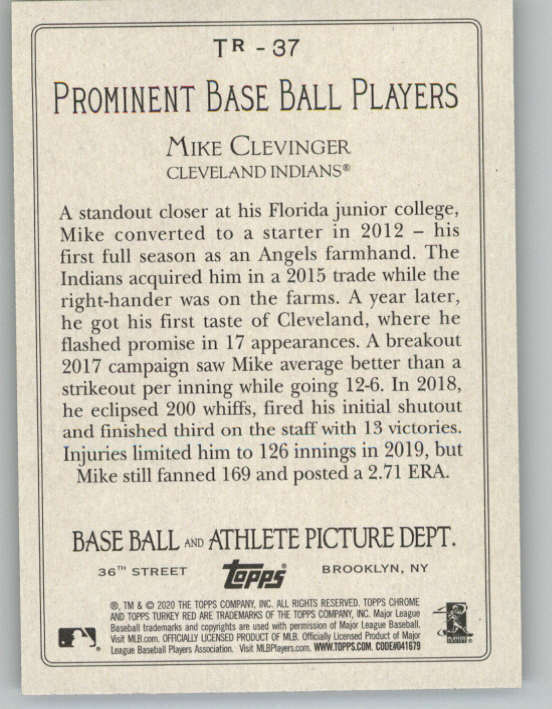 TR - 37
PROMINENT BASE BALL PLAYERS
MIKE CLEVINGER
CLEVELAND INDIANS®
A standout closer at his Florida junior college,
Mike converted to a starter in 2012 – his
first full season as an Angels farmhand. The
Indians acquired him in a 2015 trade while the
right-hander was on the farms. A year later,
he got his first taste of Cleveland, where he
flashed promise in 17 appearances. A breakout
2017 campaign saw Mike average better than a
strikeout per inning while going 12-6. In 2018,
he eclipsed 200 whiffs, fired his initial shutout
and finished third on the staff with 13 victories.
Injuries limited him to 126 innings in 2019, but
Mike still fanned 169 and posted a 2.71 ERA.
BASE BALL AND ATHLETE PICTURE DEPT.
36TH STREET Topps® BROOKLYN, NY
®, TM & © 2020 THE TOPPS COMPANY, INC. ALL RIGHTS RESERVED. TOPPS CHROME
AND TOPPS TURKEY RED ARE TRADEMARKS OF THE TOPPS COMPANY, INC. Major League
Baseball trademarks and copyrights are used with permission of Major League Baseball.
Visit MLB.com. OFFICIALLY LICENSED PRODUCT OF MLB. Officially Licensed Product of Major
League Baseball Players Association. Visit MLBPlayers.com. WWW.TOPPS.COM. CODE#041679